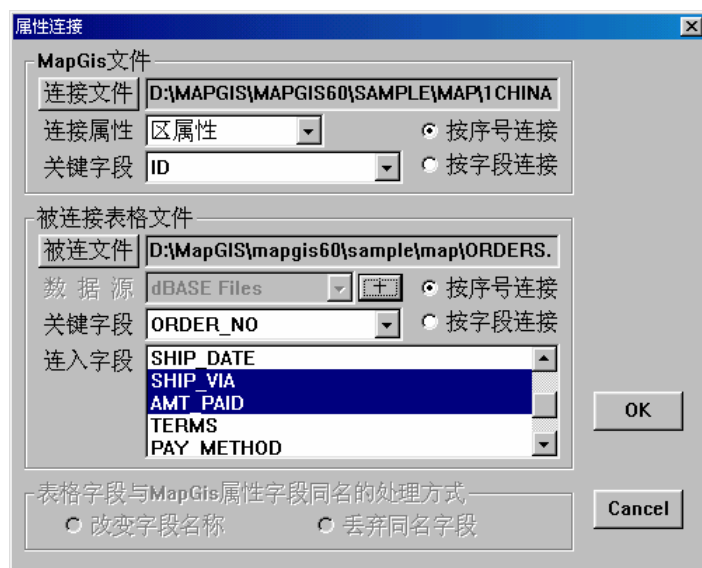 属性连接
MapGis文件
连接文件 D:\MAPGIS\MAPGIS60\SAMPLE\MAP\1CHINA
连接属性 区属性 按序号连接
关键字段 ID 按字段连接
被连接表格文件
被连文件 D:\MapGIS\mapgis60\sample\map\ORDERS.
数 据 源 dBASE Files 按序号连接
关键字段 ORDER_NO 按字段连接
连入字段 SHIP_DATE
SHIP_VIA
AMT_PAID
TERMS
PAY_METHOD
OK
表格字段与MapGis属性字段同名的处理方式
改变字段名称 丢弃同名字段
Cancel